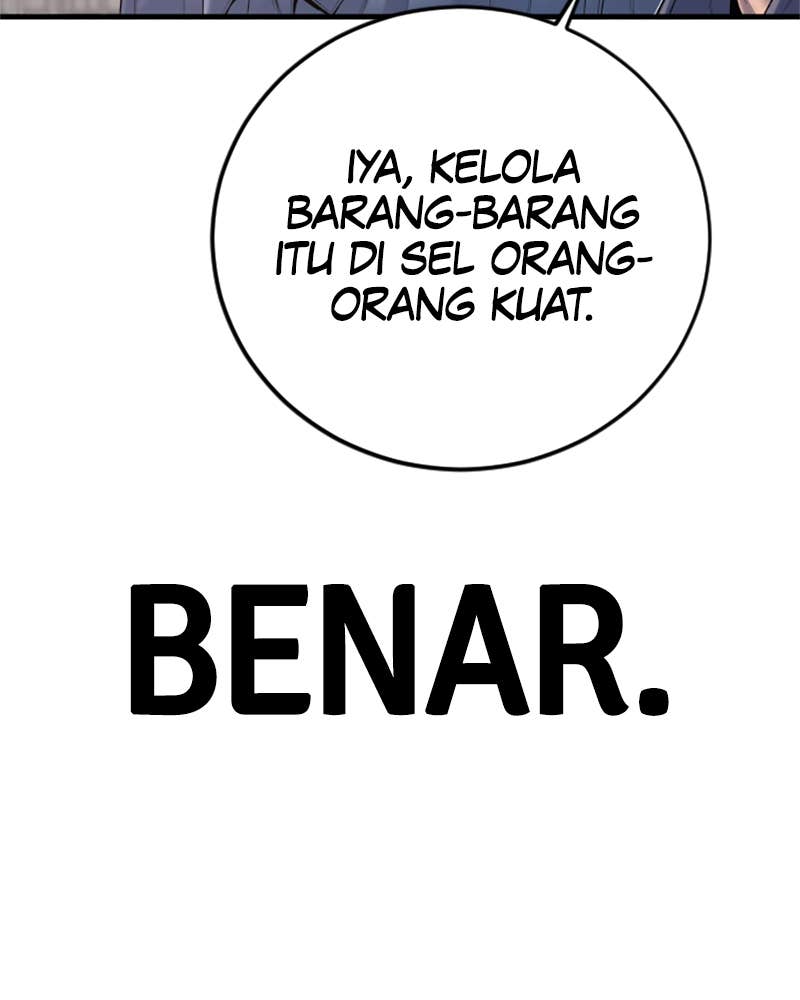 IYA, KELOLA
BARANG-BARANG
ITU DI SEL ORANG-
ORANG KUAT.
BENAR.